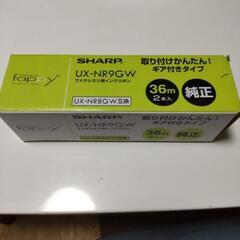 SHARP
UX-NR9GW
ファクシミリ用インクリボン
UX-NR8GW互換
fappy
取り付けかんたん!
ギア付きタイプ
36m
2本入
純正
SHARP
UX-NR9GW
取り付けかんたん!
ギア付きタイプ
36m
純正